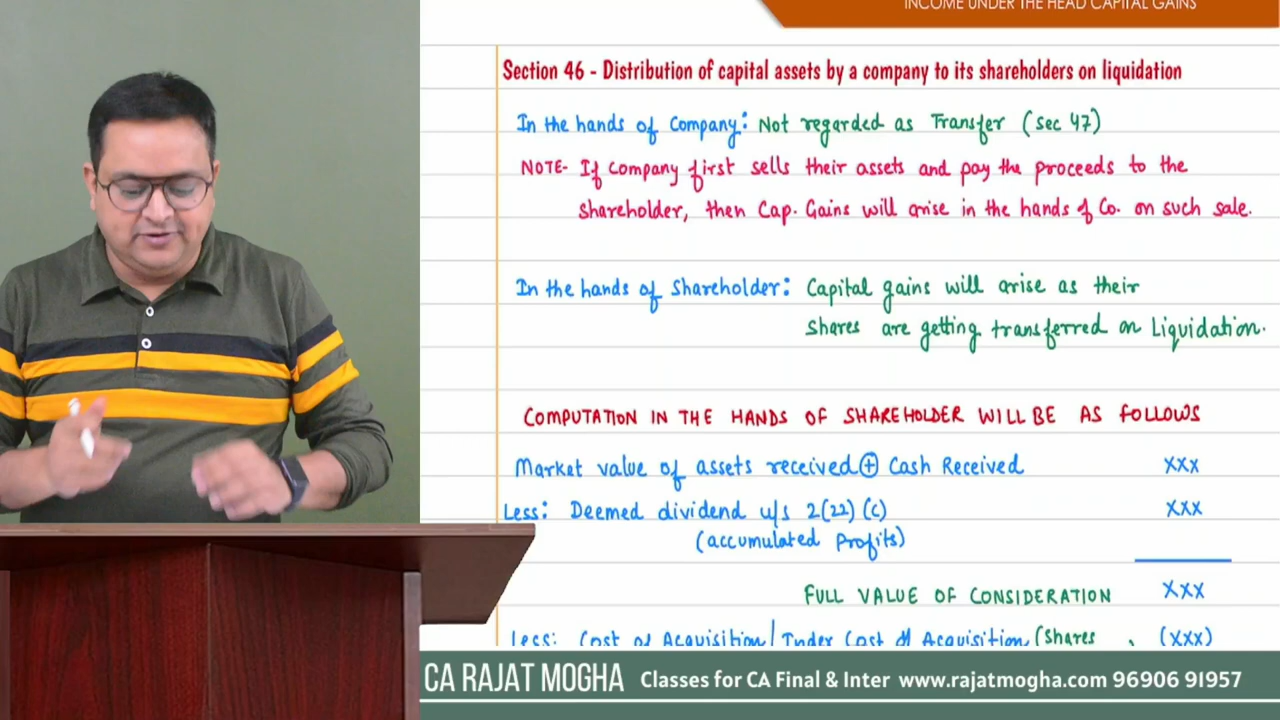 INCOME UNDER THE HEAD CAPITAL GAINS
Section 46 - Distribution of capital assets by a company to its shareholders on liquidation
In the hands of Company: Not regarded as Transfer (sec 47)
NOTE- If Company first sells their assets and pay the proceeds to the
shareholder, then Cap. Gains will arise in the hands of Co. on such sale.
In the hands of Shareholder: Capital gains will arise as their
shares are getting transferred on Liquidation.
COMPUTATION IN THE HANDS OF SHAREHOLDER WILL BE AS FOLLOWS
Market value of assets received ⊕ Cash Received XXX
Less: Deemed dividend u/s 2(22)(c) XXX
(accumulated Profits)
FULL VALUE OF CONSIDERATION XXX
Less: Cost of Acquisition/Index Cost of Acquisition (shares (XXX)
CA RAJAT MOGHA Classes for CA Final & Inter www.rajatmogha.com 96906 91957